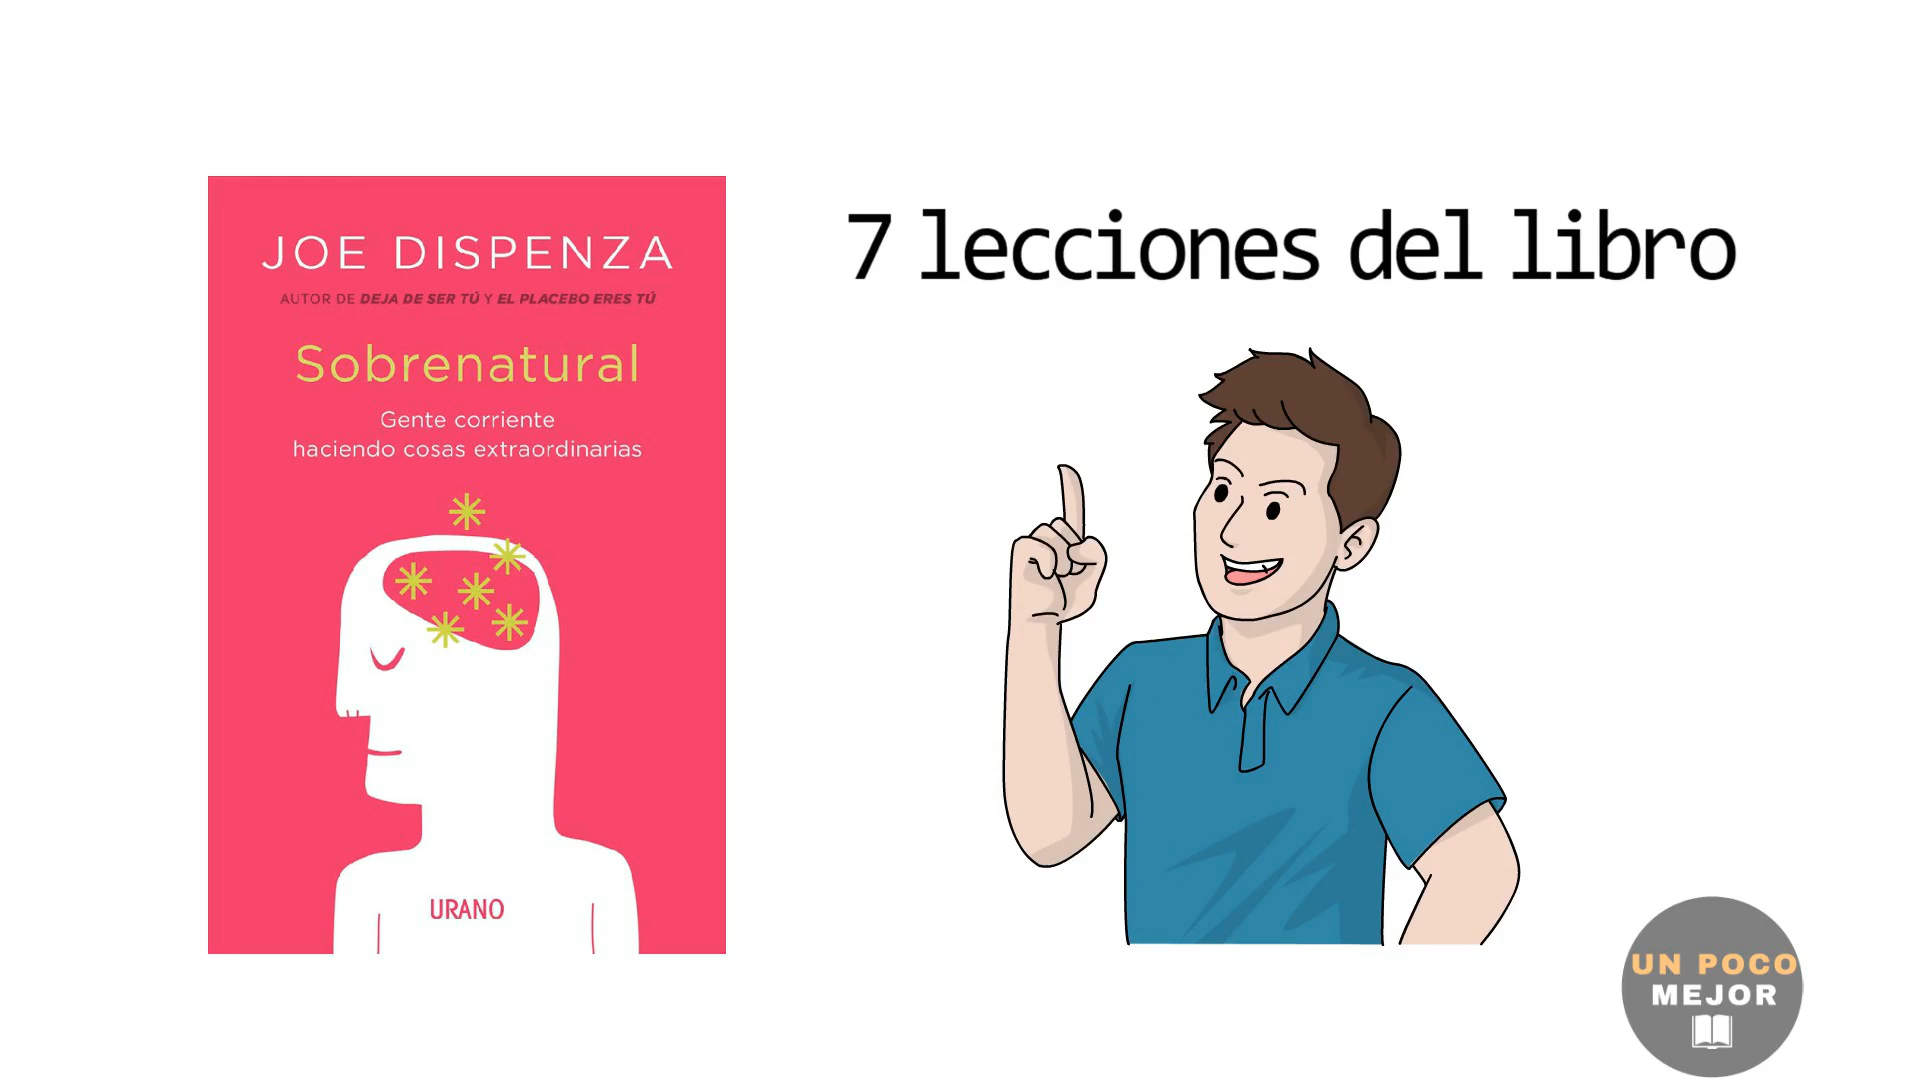 JOE DISPENZA
AUTOR DE DEJA DE SER TÚ Y EL PLACEBO ERES TÚ
Sobrenatural
Gente corriente
haciendo cosas extraordinarias
URANO
7 lecciones del libro
UN POCO
MEJOR